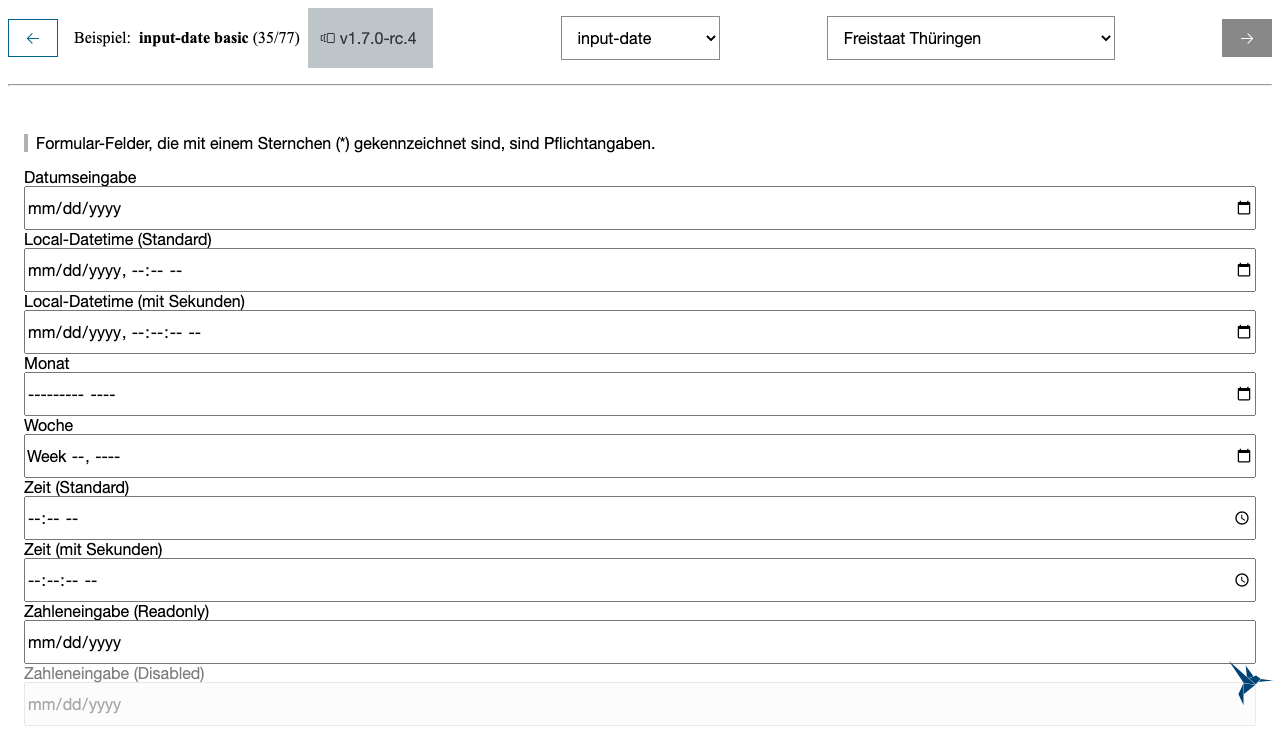 Beispiel: input-date basic (35/77) v1.7.0-rc.4 input-date Freistaat Thüringen
Formular-Felder, die mit einem Sternchen (*) gekennzeichnet sind, sind Pflichtangaben.
Datumseingabe
mm/dd/yyyy
Local-Datetime (Standard)
mm/dd/yyyy, --:-- --
Local-Datetime (mit Sekunden)
mm/dd/yyyy, --:--:-- --
Monat
--------- ----
Woche
Week --, ----
Zeit (Standard)
--:-- --
Zeit (mit Sekunden)
--:--:-- --
Zahleneingabe (Readonly)
mm/dd/yyyy
Zahleneingabe (Disabled)
mm/dd/yyyy